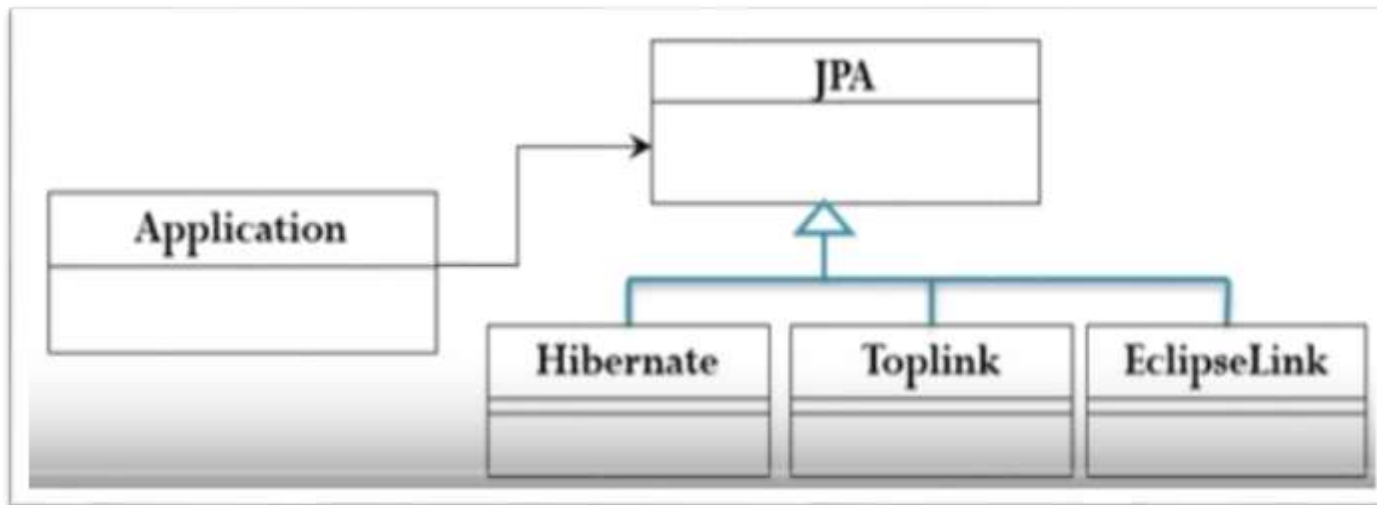 JPA
Application
Hibernate
Toplink
EclipseLink